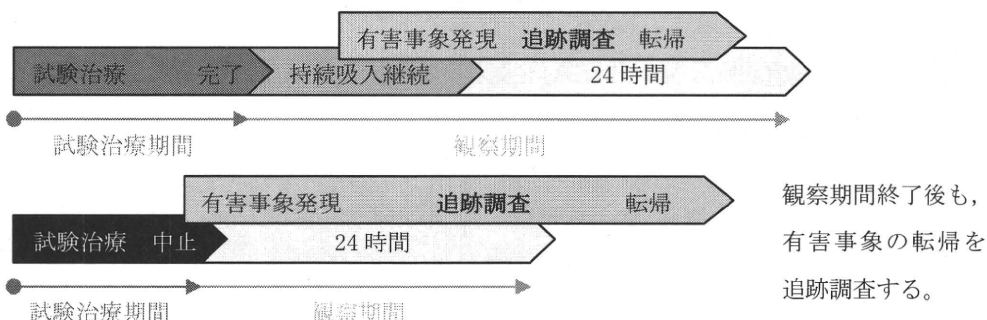 有害事象発現 追跡調査 転帰
試験治療 完了 持続吸入継続 24時間
試験治療期間 観察期間
有害事象発現 追跡調査 転帰
試験治療 中止 24時間
試験治療期間 観察期間
観察期間終了後も,
有害事象の転帰を
追跡調査する。